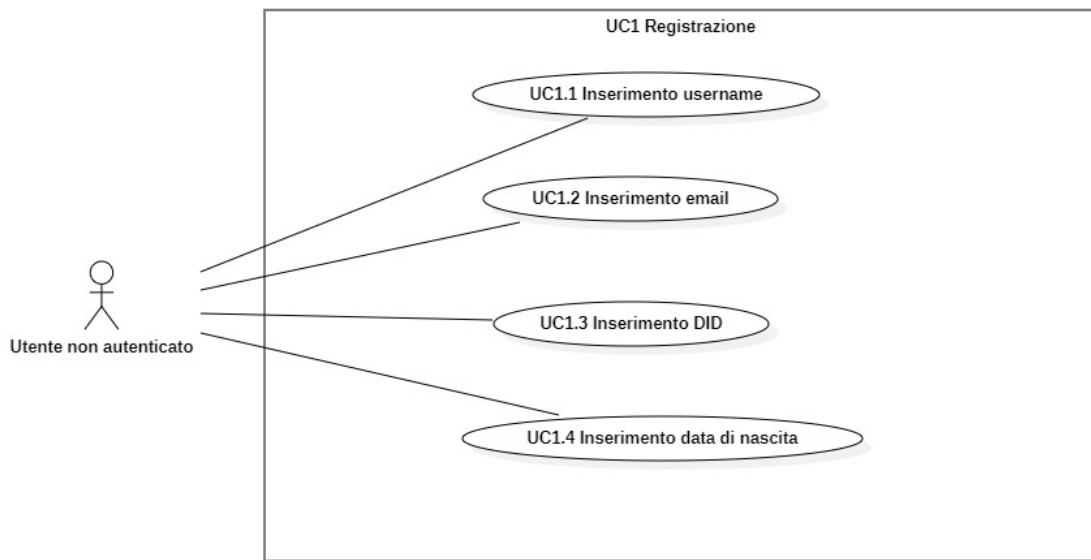 UC1 Registrazione
UC1.1 Inserimento username
UC1.2 Inserimento email
UC1.3 Inserimento DID
Utente non autenticato
UC1.4 Inserimento data di nascita